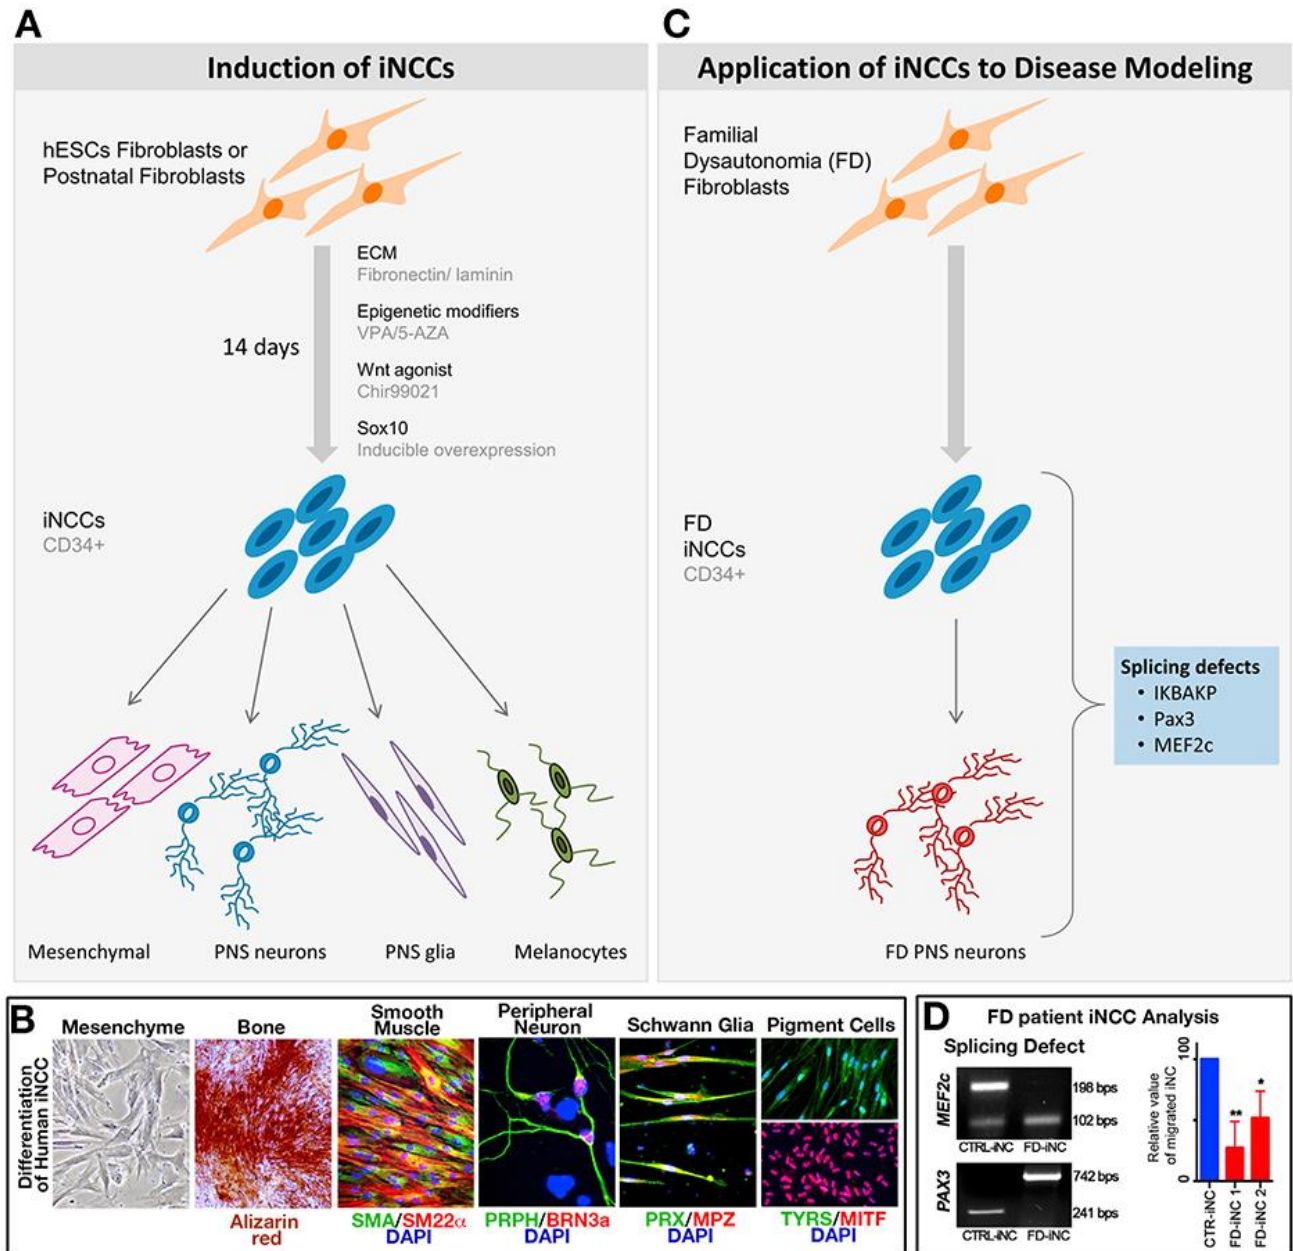 A
Induction of iNCCs
hESCs Fibroblasts or
Postnatal Fibroblasts
ECM
Fibronectin/ laminin
Epigenetic modifiers
VPA/5-AZA
14 days
Wnt agonist
Chir99021
Sox10
Inducible overexpression
iNCCs
CD34+
Mesenchymal
PNS neurons
PNS glia
Melanocytes
C
Application of iNCCs to Disease Modeling
Familial
Dysautonomia (FD)
Fibroblasts
FD
iNCCs
CD34+
Splicing defects
• IKBAKP
• Pax3
• MEF2c
FD PNS neurons
B
Differentiation
of Human iNCC
Mesenchyme
Bone
Alizarin
red
Smooth
Muscle
SMA/SM22α
DAPI
Peripheral
Neuron
PRPH/BRN3a
DAPI
Schwann Glia
PRX/MPZ
DAPI
Pigment Cells
TYRS/MITF
DAPI
D
FD patient iNCC Analysis
Splicing Defect
MEF2c
198 bps
102 bps
CTRL-iNC FD-iNC
PAX3
742 bps
241 bps
CTRL-iNC FD-iNC
Relative value
of migrated iNC
100
0
**
*
CTR-iNC
FD-iNC 1
FD-iNC 2